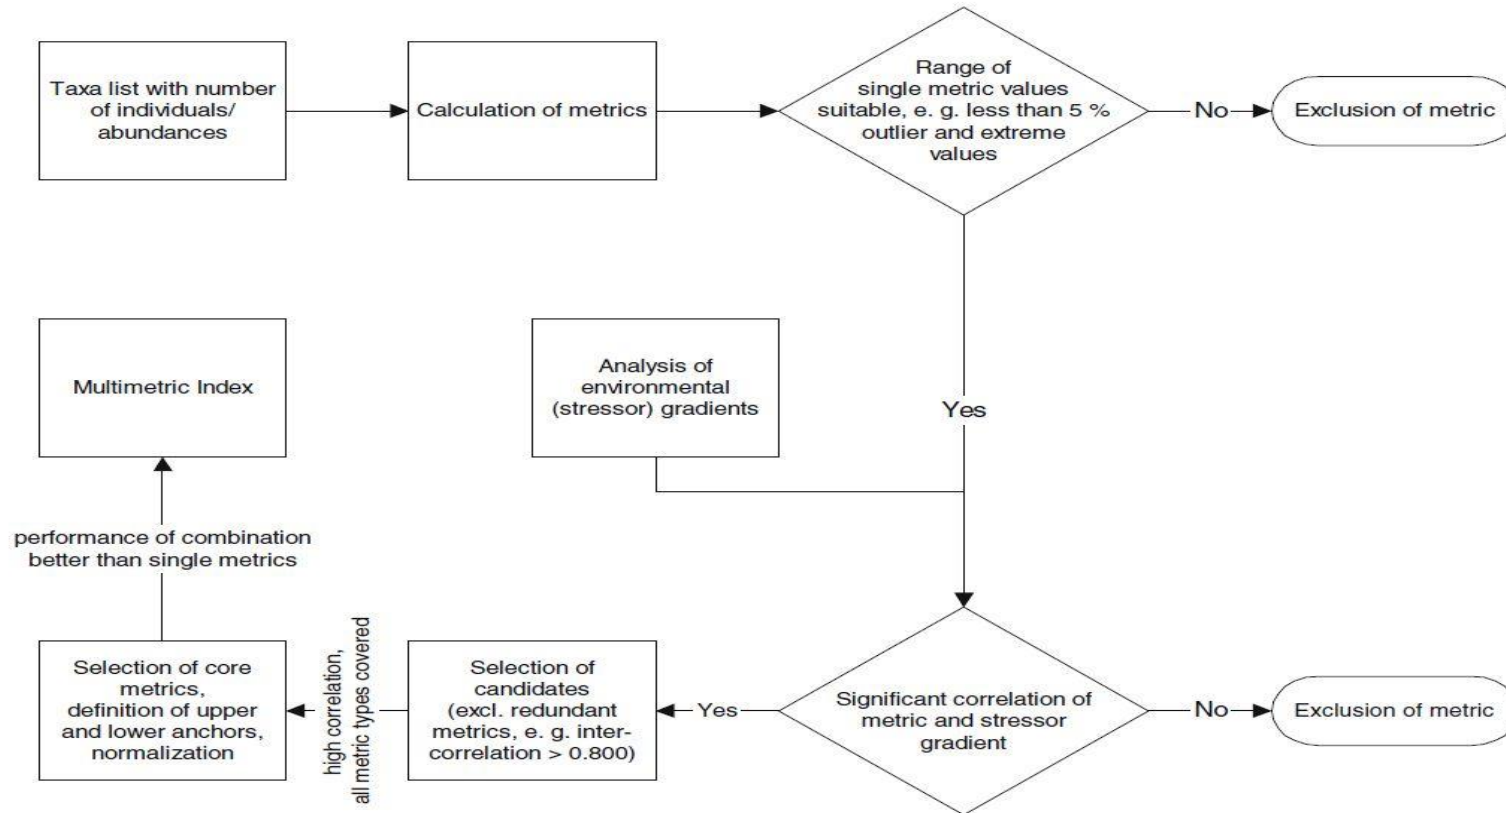 Taxa list with number
of individuals/
abundances
Calculation of metrics
Range of
single metric values
suitable, e. g. less than 5 %
outlier and extreme
values
No
Exclusion of metric
Yes
Analysis of
environmental
(stressor) gradients
Multimetric Index
performance of combination
better than single metrics
Selection of core
metrics,
definition of upper
and lower anchors,
normalization
high correlation,
all metric types covered
Selection of
candidates
(excl. redundant
metrics, e. g. inter-
correlation > 0.800)
Yes
Significant correlation of
metric and stressor
gradient
No
Exclusion of metric